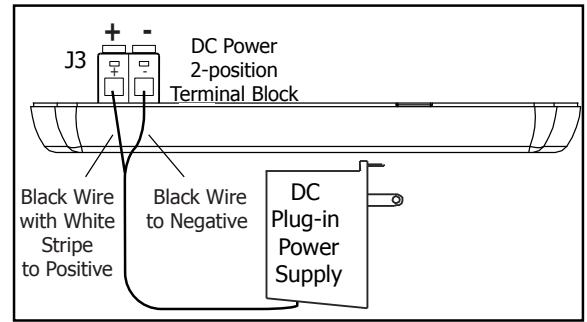 + -
J3
DC Power
2-position
Terminal Block
+ -
Black Wire
with White
Stripe
to Positive
Black Wire
to Negative
DC
Plug-in
Power
Supply